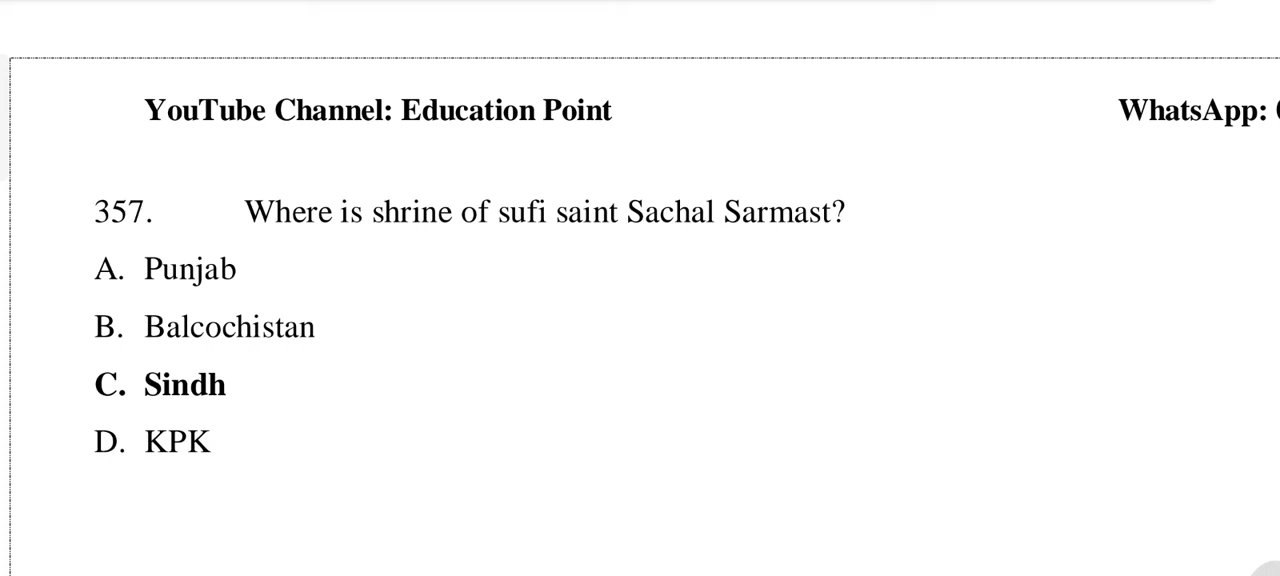 YouTube Channel: Education Point WhatsApp:
357. Where is shrine of sufi saint Sachal Sarmast?
A. Punjab
B. Balcochistan
C. Sindh
D. KPK